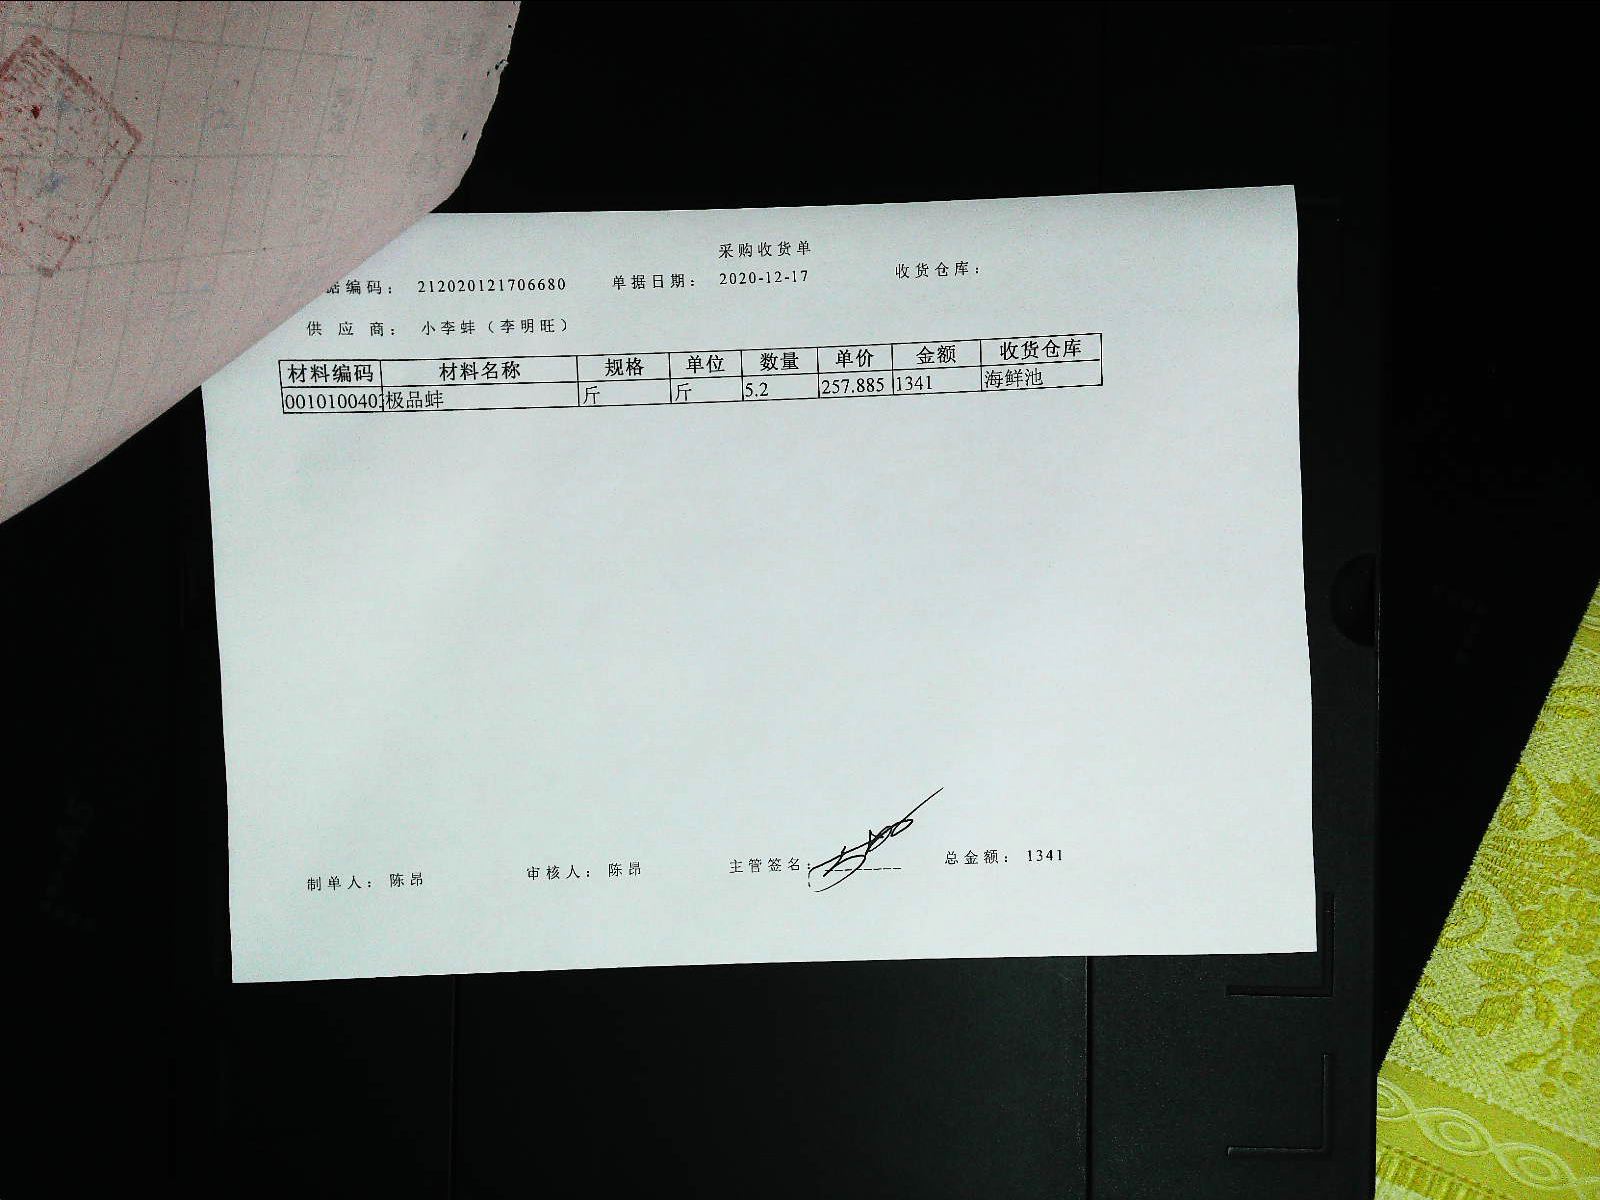 采购收货单
据编码： 212020121706680 单据日期： 2020-12-17 收货仓库：
供应商： 小李蚌（李明旺）
材料编码 材料名称 规格 单位 数量 单价 金额 收货仓库
0010100402 极品蚌 斤 斤 5.2 257.885 1341 海鲜池
制单人： 陈昂 审核人： 陈昂 主管签名： 总金额： 1341